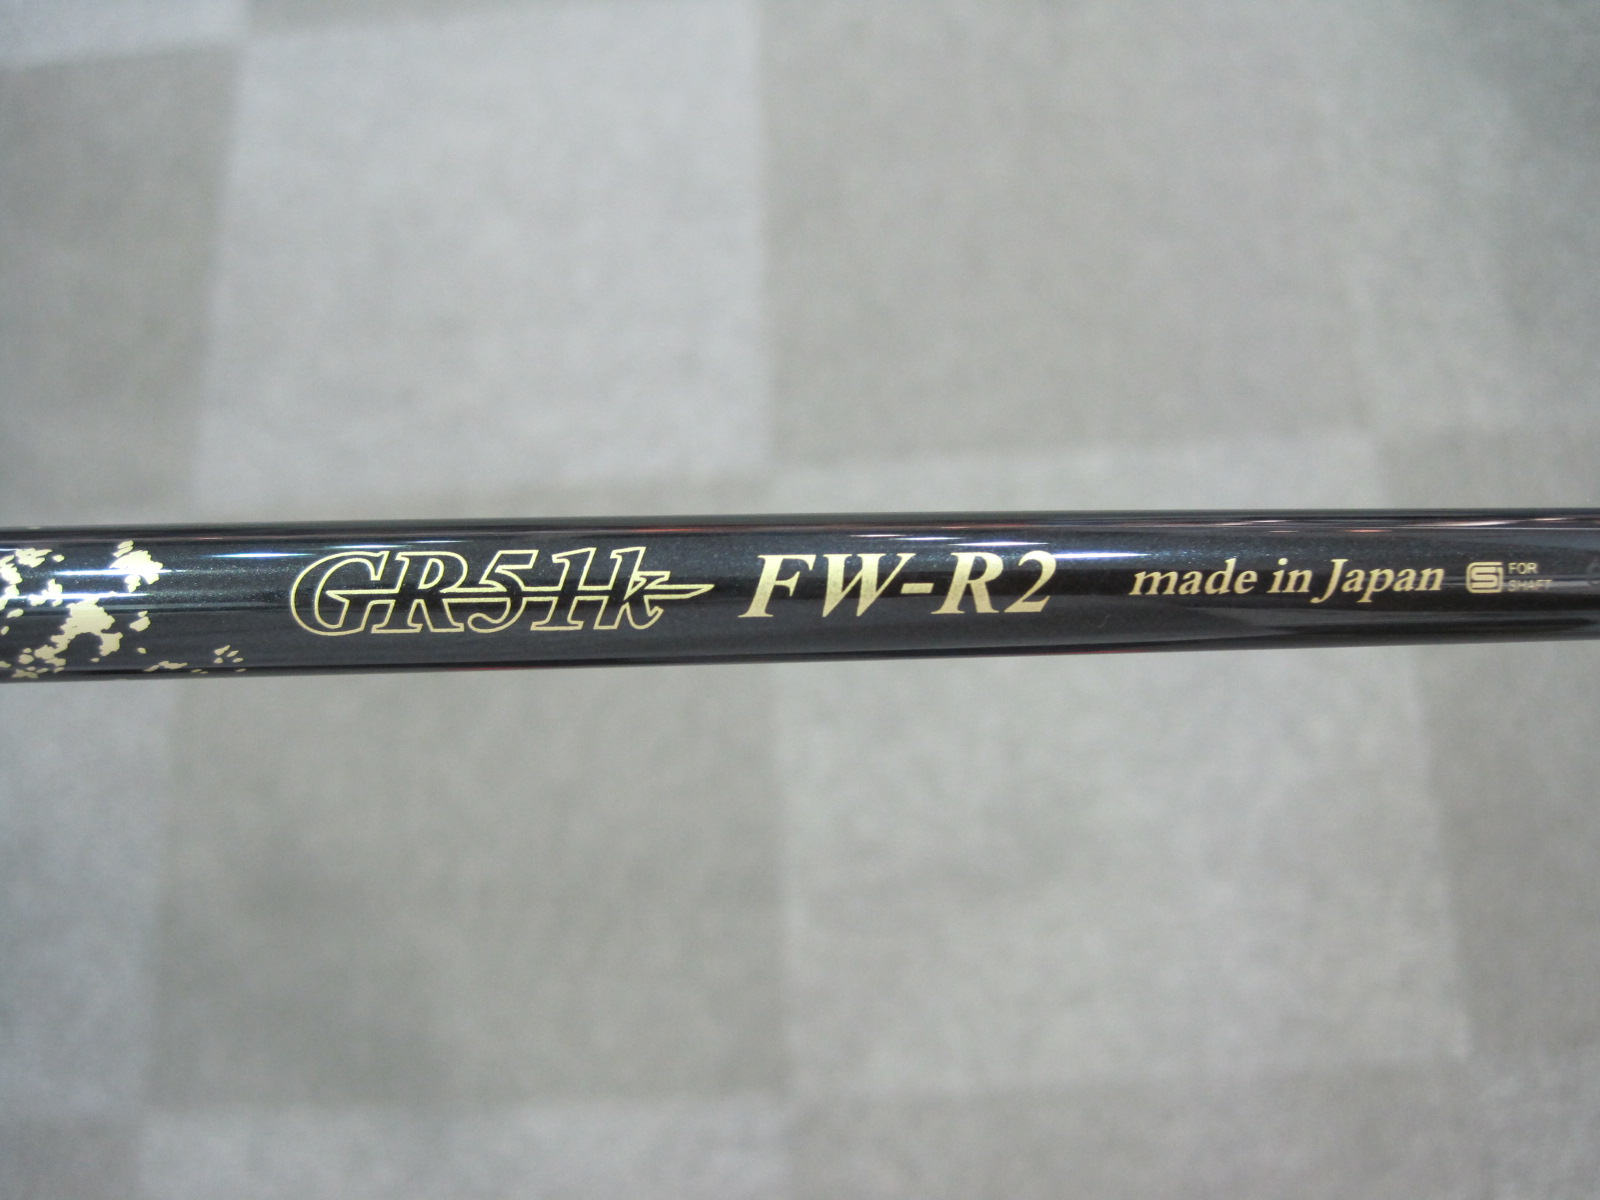 GR51k FW-R2 made in Japan S FOR
SHAFT